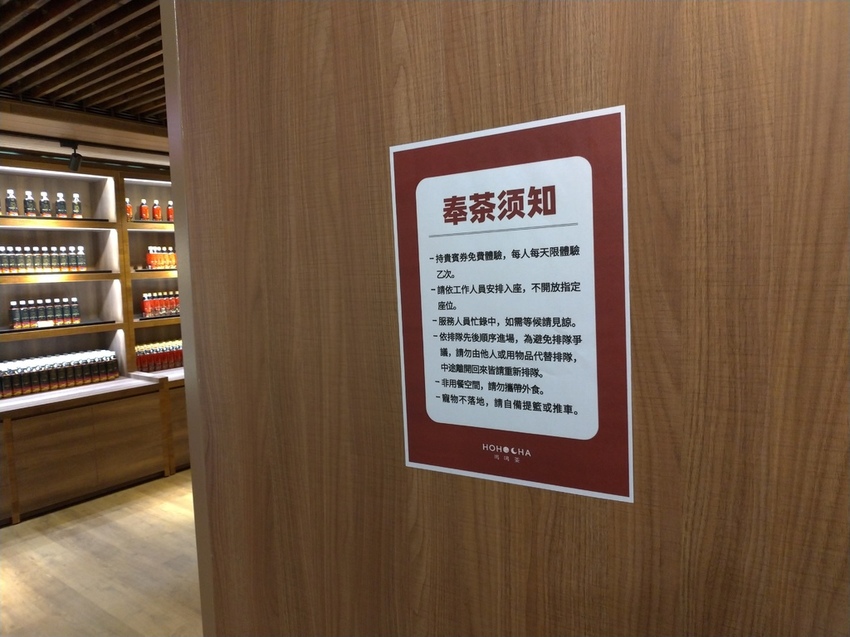 奉茶须知
- 持貴賓券免費體驗，每人每天限體驗
乙次。
- 請依工作人員安排入座，不開放指定
座位。
- 服務人員忙錄中，如需等候請見諒。
- 依排隊先後順序進場，為避免排隊爭
議，請勿由他人或用物品代替排隊，
中途離開回來皆請重新排隊。
- 非用餐空間，請勿攜帶外食。
- 寵物不落地，請自備提籃或推車。
HOHOCHA